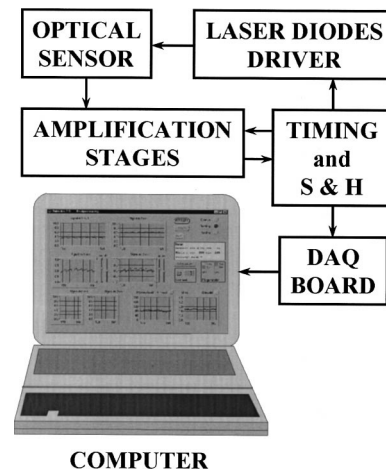 OPTICAL
SENSOR
LASER DIODES
DRIVER
AMPLIFICATION
STAGES
TIMING
and
S & H
DAQ
BOARD
COMPUTER